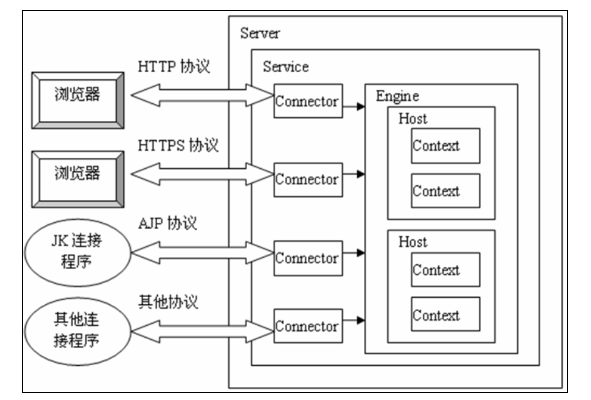 Server
HTTP 协议
Service
浏览器
Connector
Engine
Host
Context
HTTPS 协议
浏览器
Connector
Context
AJP 协议
JK 连接
程序
Connector
Host
Context
其他协议
其他连
接程序
Connector
Context